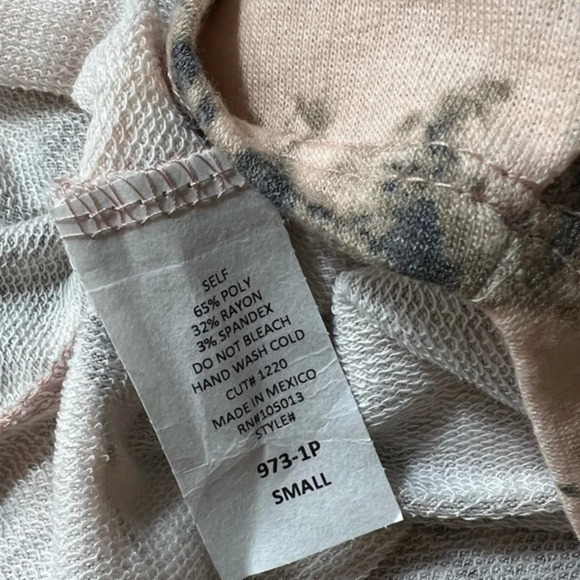 SELF
65% POLY
32% RAYON
3% SPANDEX
DO NOT BLEACH
HAND WASH COLD
CUT# 1220
MADE IN MEXICO
RN#105013
STYLE#
973-1P
SMALL